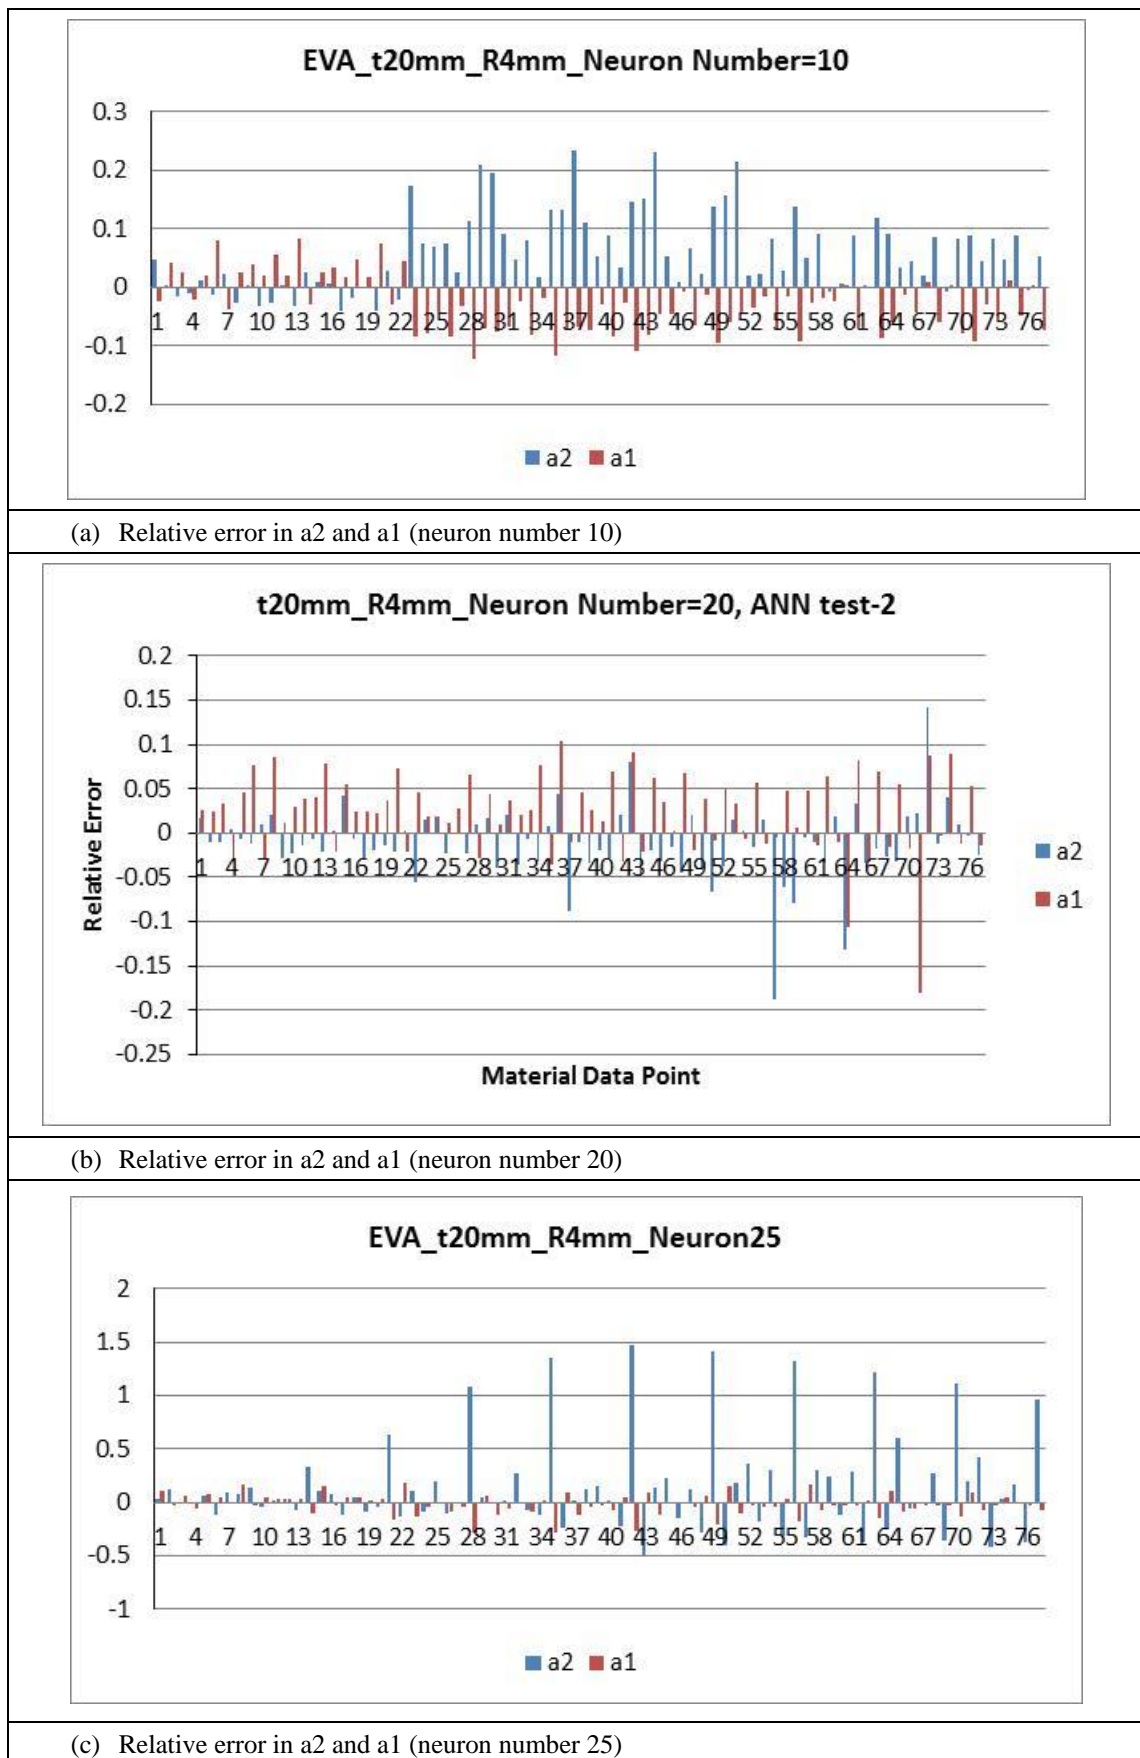 EVA_t20mm_R4mm_Neuron Number=10
0.3
0.2
0.1
0
-0.1
-0.2
1 4 7 10 13 16 19 22 25 28 31 34 37 40 43 46 49 52 55 58 61 64 67 70 73 76
a2 a1
(a) Relative error in a2 and a1 (neuron number 10)
t20mm_R4mm_Neuron Number=20, ANN test-2
Relative Error
0.2
0.15
0.1
0.05
0
-0.05
-0.1
-0.15
-0.2
-0.25
1 4 7 10 13 16 19 22 25 28 31 34 37 40 43 46 49 52 55 58 61 64 67 70 73 76
Material Data Point
a2
a1
(b) Relative error in a2 and a1 (neuron number 20)
EVA_t20mm_R4mm_Neuron25
2
1.5
1
0.5
0
-0.5
-1
1 4 7 10 13 16 19 22 25 28 31 34 37 40 43 46 49 52 55 58 61 64 67 70 73 76
a2 a1
(c) Relative error in a2 and a1 (neuron number 25)